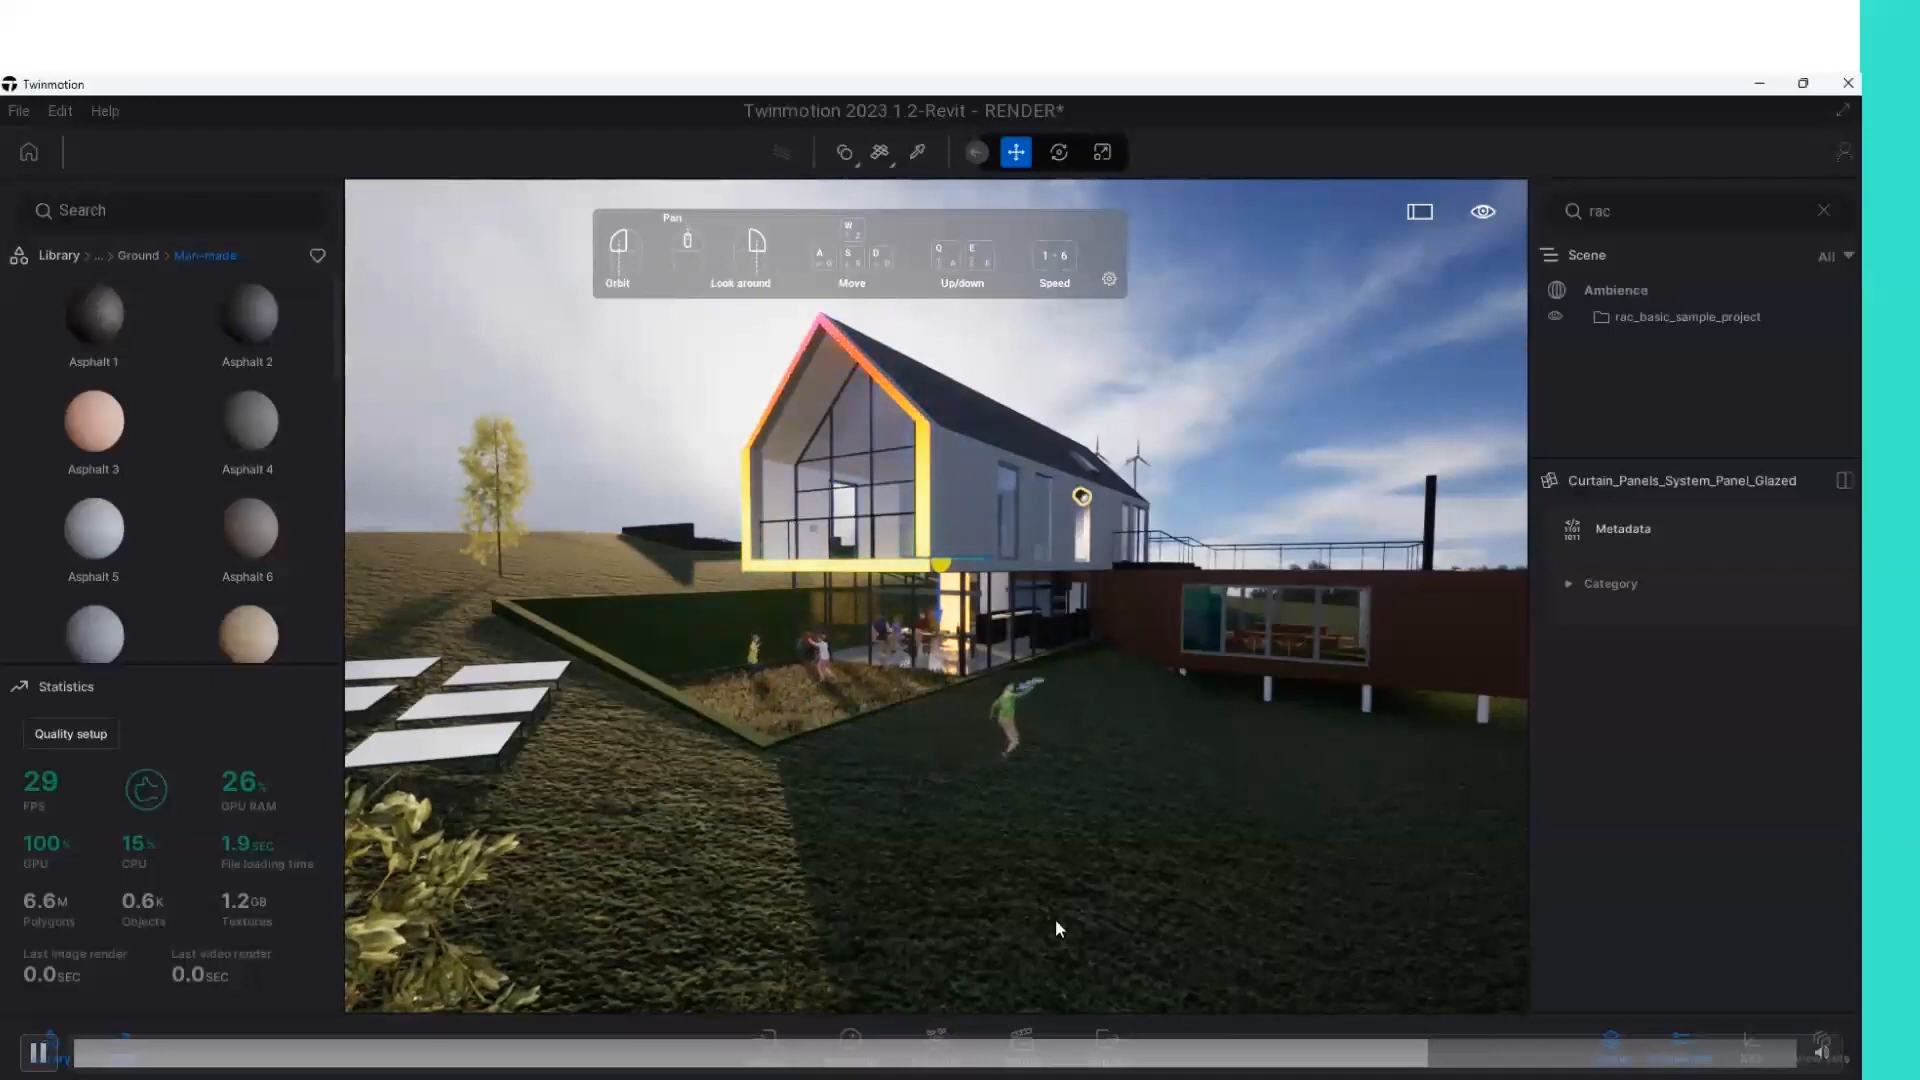 Twinmotion
File Edit Help
Twinmotion 2023.1.2-Revit - RENDER*
Search
Library > ... > Ground > Man-made
Asphalt 1
Asphalt 2
Asphalt 3
Asphalt 4
Asphalt 5
Asphalt 6
Statistics
Quality setup
29
FPS
26%
GPU RAM
100%
GPU
15%
CPU
1.9 SEC
File loading time
6.6M
Polygons
0.6K
Objects
1.2GB
Textures
Last image render
0.0SEC
Last video render
0.0SEC
Pan
Orbit
Look around
W
A S D
Move
Q E
Up/down
1 - 6
Speed
rac
Scene
All
Ambience
rac_basic_sample_project
Curtain_Panels_System_Panel_Glazed
Metadata
Category